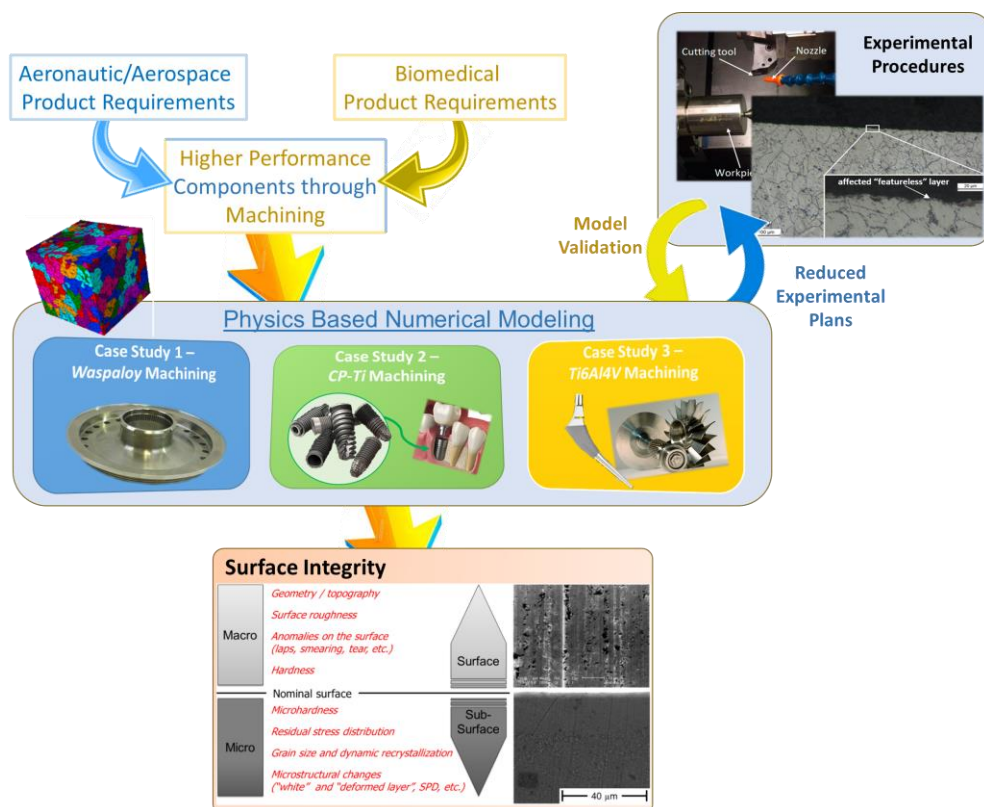 Aeronautic/Aerospace
Product Requirements
Biomedical
Product Requirements
Higher Performance
Components through
Machining
Cutting tool
Nozzle
Experimental
Procedures
affected "featureless" layer
Model
Validation
Reduced
Experimental
Plans
Physics Based Numerical Modeling
Case Study 1 –
Waspaloy Machining
Case Study 2 –
CP-Ti Machining
Case Study 3 –
Ti6Al4V Machining
Surface Integrity
Macro
Geometry / topography
Surface roughness
Anomalies on the surface
(laps, smearing, tear, etc.)
Hardness
Surface
Nominal surface
Micro
Microhardness
Residual stress distribution
Grain size and dynamic recrystallization
Microstructural changes
("white" and "deformed layer", SPD, etc.)
Sub-
Surface
40 μm